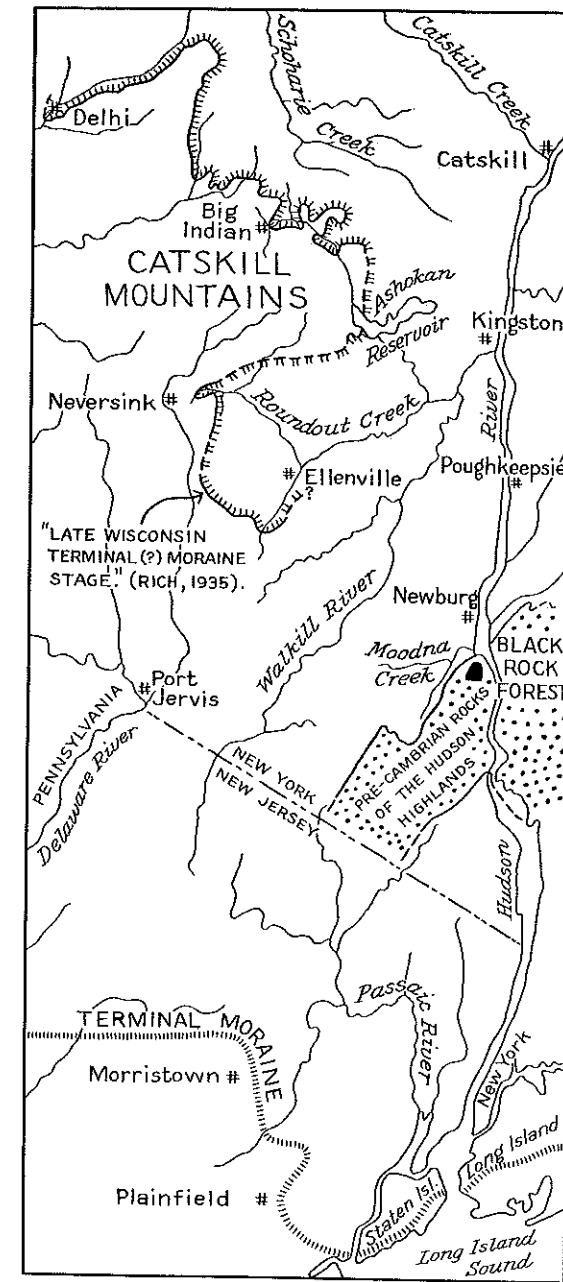 Schoharie
Creek
Catskill Creek
Delhi
Catskill
Big
Indian
CATSKILL
MOUNTAINS
Ashokan
Reservoir
Kingston
River
Neversink
Roundout Creek
Ellenville
?
Poughkeepsie
"LATE WISCONSIN
TERMINAL(?) MORAINE
STAGE." (RICH, 1935).
Walkill River
Newburg
Moodna
Creek
BLACK
ROCK
FOREST
Port
Jervis
PENNSYLVANIA
Delaware River
PRE-CAMBRIAN ROCKS
OF THE HUDSON
HIGHLANDS
NEW YORK
NEW JERSEY
Hudson
Passaic
River
TERMINAL MORAINE
Morristown
New York
Plainfield
Staten Isl.
Long Island
Long Island
Sound